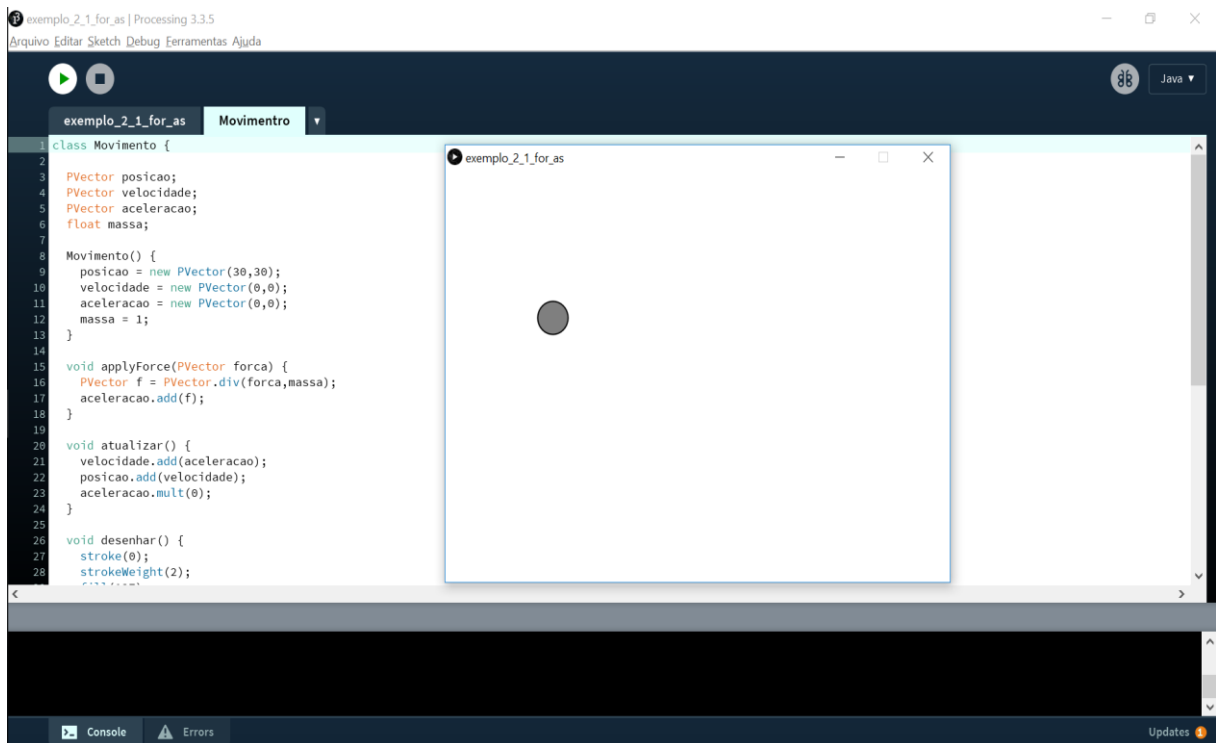 exemplo_2_1_for_as | Processing 3.3.5
Arquivo Editar Sketch Debug Ferramentas Ajuda
Java ▼
exemplo_2_1_for_as Movimentro ▼
1 class Movimento {
2
3 PVector posicao;
4 PVector velocidade;
5 PVector aceleracao;
6 float massa;
7
8 Movimento() {
9 posicao = new PVector(30,30);
10 velocidade = new PVector(0,0);
11 aceleracao = new PVector(0,0);
12 massa = 1;
13 }
14
15 void applyForce(PVector forca) {
16 PVector f = PVector.div(forca,massa);
17 aceleracao.add(f);
18 }
19
20 void atualizar() {
21 velocidade.add(aceleracao);
22 posicao.add(velocidade);
23 aceleracao.mult(0);
24 }
25
26 void desenhar() {
27 stroke(0);
28 strokeWeight(2);
exemplo_2_1_for_as
Console Errors
Updates 1